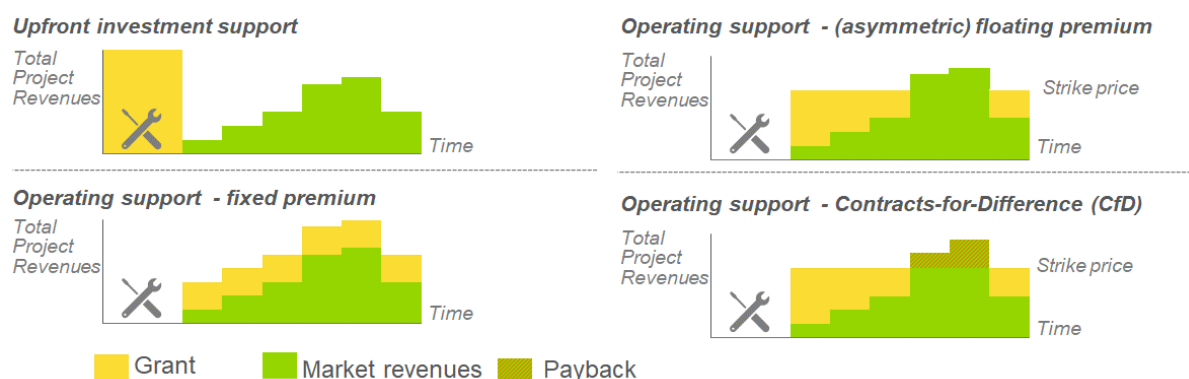 Upfront investment support
Total
Project
Revenues
Time
Operating support - fixed premium
Total
Project
Revenues
Time
Operating support - (asymmetric) floating premium
Total
Project
Revenues
Strike price
Time
Operating support - Contracts-for-Difference (CfD)
Total
Project
Revenues
Strike price
Time
Grant
Market revenues
Payback